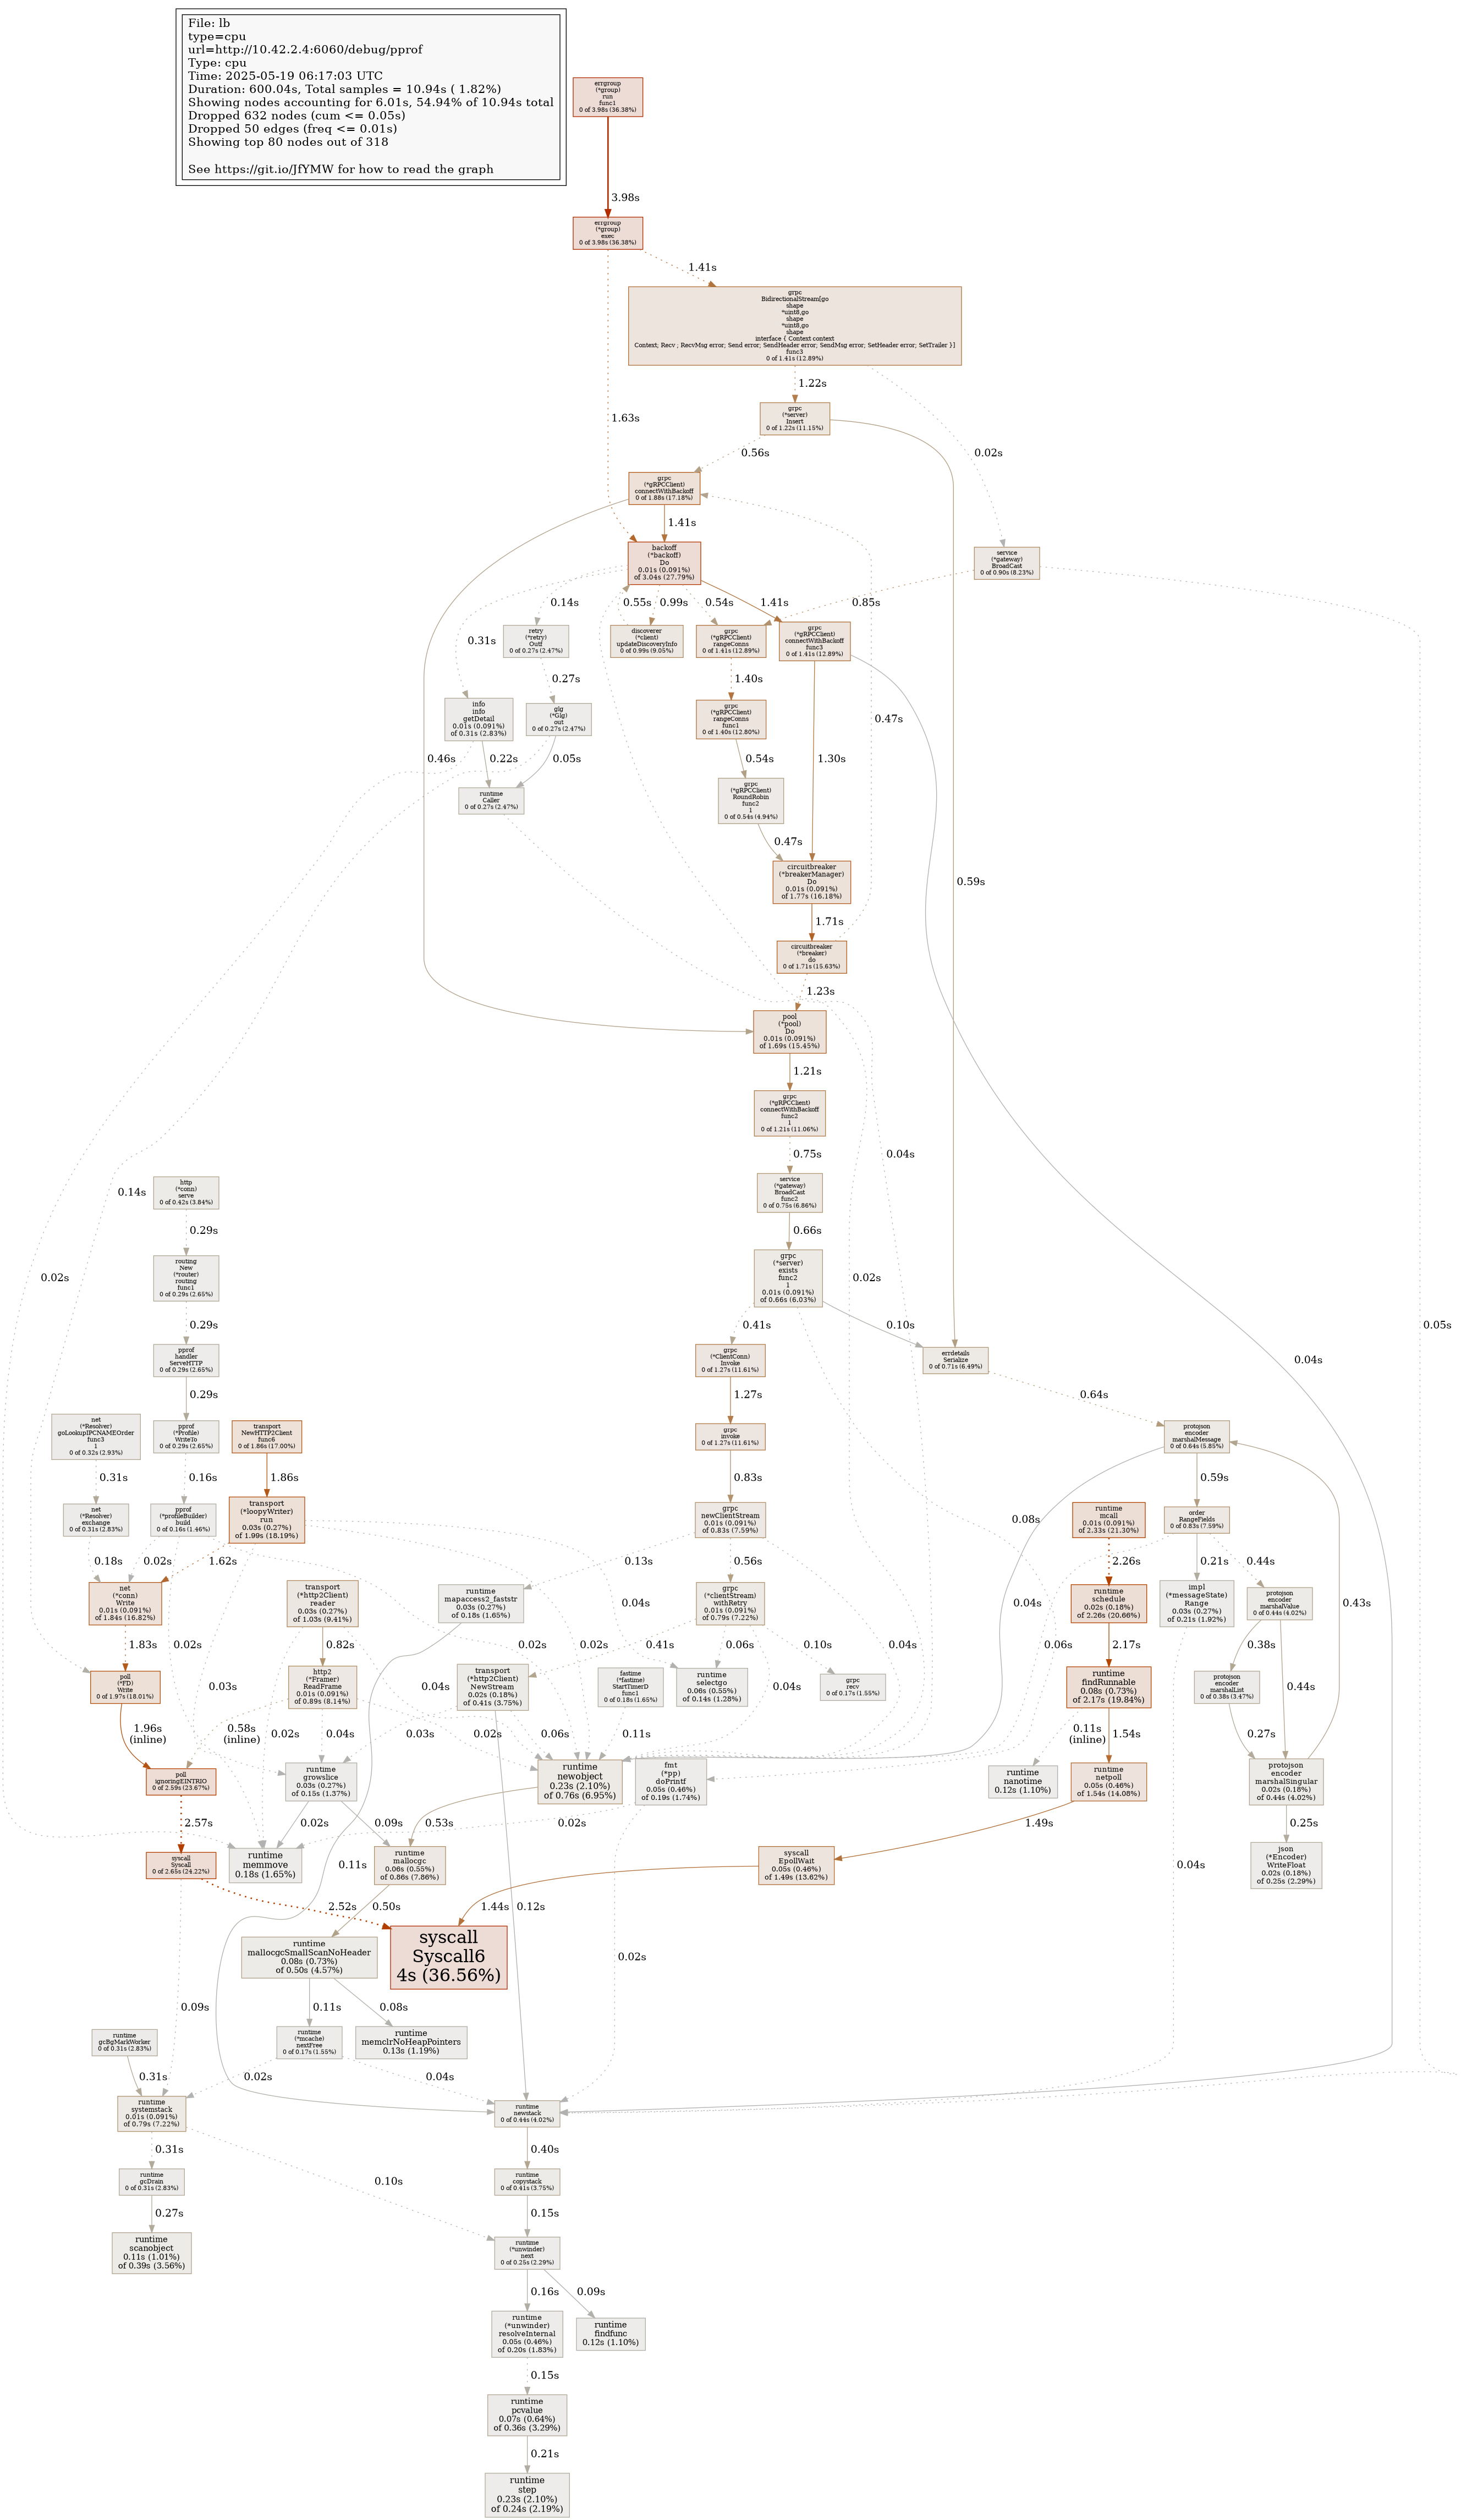 File: lb
type=cpu
url=http://10.42.2.4:6060/debug/pprof
Type: cpu
Time: 2025-05-19 06:17:03 UTC
Duration: 600.04s, Total samples = 10.94s ( 1.82%)
Showing nodes accounting for 6.01s, 54.94% of 10.94s total
Dropped 632 nodes (cum <= 0.05s)
Dropped 50 edges (freq <= 0.01s)
Showing top 80 nodes out of 318
See https://git.io/JfYMW for how to read the graph
errgroup
(*group)
run
func1
0 of 3.98s (36.38%)
3.98s
errgroup
(*group)
exec
0 of 3.98s (36.38%)
1.41s
grpc
BidirectionalStream[go
shape
*uint8,go
shape
*uint8,go
shape
interface { Context context
Context; Recv ; RecvMsg error; Send error; SendHeader error; SendMsg error; SetHeader error; SetTrailer }]
func3
0 of 1.41s (12.89%)
1.22s
1.63s
grpc
(*server)
Insert
0 of 1.22s (11.15%)
0.56s
0.02s
grpc
(*gRPCClient)
connectWithBackoff
0 of 1.88s (17.18%)
1.41s
backoff
(*backoff)
Do
0.01s (0.091%)
of 3.04s (27.79%)
service
(*gateway)
BroadCast
0 of 0.90s (8.23%)
0.14s
0.55s
0.99s
0.54s
1.41s
0.85s
0.31s
retry
(*retry)
Outf
0 of 0.27s (2.47%)
discoverer
(*client)
updateDiscoveryInfo
0 of 0.99s (9.05%)
grpc
(*gRPCClient)
rangeConns
0 of 1.41s (12.89%)
grpc
(*gRPCClient)
connectWithBackoff
func3
0 of 1.41s (12.89%)
0.27s
1.40s
info
info
getDetail
0.01s (0.091%)
of 0.31s (2.83%)
glg
(*Glg)
out
0 of 0.27s (2.47%)
grpc
(*gRPCClient)
rangeConns
func1
0 of 1.40s (12.80%)
0.47s
0.46s
0.22s
0.05s
0.54s
1.30s
runtime
Caller
0 of 0.27s (2.47%)
grpc
(*gRPCClient)
RoundRobin
func2
1
0 of 0.54s (4.94%)
0.47s
circuitbreaker
(*breakerManager)
Do
0.01s (0.091%)
of 1.77s (16.18%)
0.59s
1.71s
circuitbreaker
(*breaker)
do
0 of 1.71s (15.63%)
1.23s
pool
(*pool)
Do
0.01s (0.091%)
of 1.69s (15.45%)
1.21s
grpc
(*gRPCClient)
connectWithBackoff
func2
1
0 of 1.21s (11.06%)
0.75s
0.04s
service
(*gateway)
BroadCast
func2
0 of 0.75s (6.86%)
0.14s
http
(*conn)
serve
0 of 0.42s (3.84%)
0.29s
0.66s
0.02s
routing
New
(*router)
routing
func1
0 of 0.29s (2.65%)
grpc
(*server)
exists
func2
1
0.01s (0.091%)
of 0.66s (6.03%)
0.02s
0.29s
0.41s
0.10s
0.05s
pprof
handler
ServeHTTP
0 of 0.29s (2.65%)
grpc
(*ClientConn)
Invoke
0 of 1.27s (11.61%)
errdetails
Serialize
0 of 0.71s (6.49%)
0.04s
0.29s
1.27s
0.64s
net
(*Resolver)
goLookupIPCNAMEOrder
func3
1
0 of 0.32s (2.93%)
pprof
(*Profile)
WriteTo
0 of 0.29s (2.65%)
transport
NewHTTP2Client
func6
0 of 1.86s (17.00%)
grpc
invoke
0 of 1.27s (11.61%)
protojson
encoder
marshalMessage
0 of 0.64s (5.85%)
0.31s
0.16s
1.86s
0.83s
0.59s
net
(*Resolver)
exchange
0 of 0.31s (2.83%)
pprof
(*profileBuilder)
build
0 of 0.16s (1.46%)
transport
(*loopyWriter)
run
0.03s (0.27%)
of 1.99s (18.19%)
grpc
newClientStream
0.01s (0.091%)
of 0.83s (7.59%)
0.08s
runtime
mcall
0.01s (0.091%)
of 2.33s (21.30%)
order
RangeFields
0 of 0.83s (7.59%)
0.18s
0.02s
1.62s
0.13s
0.56s
2.26s
0.21s
0.44s
net
(*conn)
Write
0.01s (0.091%)
of 1.84s (16.82%)
transport
(*http2Client)
reader
0.03s (0.27%)
of 1.03s (9.41%)
runtime
mapaccess2_faststr
0.03s (0.27%)
of 0.18s (1.65%)
0.04s
grpc
(*clientStream)
withRetry
0.01s (0.091%)
of 0.79s (7.22%)
0.04s
runtime
schedule
0.02s (0.18%)
of 2.26s (20.66%)
impl
(*messageState)
Range
0.03s (0.27%)
of 0.21s (1.92%)
protojson
encoder
marshalValue
0 of 0.44s (4.02%)
0.43s
1.83s
0.02s
0.82s
0.02s
0.02s
0.41s
0.06s
0.10s
0.04s
0.06s
2.17s
0.38s
poll
(*FD)
Write
0 of 1.97s (18.01%)
0.03s
http2
(*Framer)
ReadFrame
0.01s (0.091%)
of 0.89s (8.14%)
0.04s
transport
(*http2Client)
NewStream
0.02s (0.18%)
of 0.41s (3.75%)
fastime
(*fastime)
StartTimerD
func1
0 of 0.18s (1.65%)
runtime
selectgo
0.06s (0.55%)
of 0.14s (1.28%)
0.04s
grpc
recv
0 of 0.17s (1.55%)
runtime
findRunnable
0.08s (0.73%)
of 2.17s (19.84%)
protojson
encoder
marshalList
0 of 0.38s (3.47%)
0.44s
1.96s
(inline)
0.58s
(inline)
0.02s
0.04s
0.03s
0.02s
0.06s
0.11s
0.11s
(inline)
1.54s
0.27s
poll
ignoringEINTRIO
0 of 2.59s (23.67%)
runtime
growslice
0.03s (0.27%)
of 0.15s (1.37%)
runtime
newobject
0.23s (2.10%)
of 0.76s (6.95%)
fmt
(*pp)
doPrintf
0.05s (0.46%)
of 0.19s (1.74%)
runtime
nanotime
0.12s (1.10%)
runtime
netpoll
0.05s (0.46%)
of 1.54s (14.08%)
protojson
encoder
marshalSingular
0.02s (0.18%)
of 0.44s (4.02%)
2.57s
0.02s
0.09s
0.53s
0.02s
1.49s
0.25s
syscall
Syscall
0 of 2.65s (24.22%)
runtime
memmove
0.18s (1.65%)
0.11s
runtime
mallocgc
0.06s (0.55%)
of 0.86s (7.86%)
syscall
EpollWait
0.05s (0.46%)
of 1.49s (13.62%)
0.04s
json
(*Encoder)
WriteFloat
0.02s (0.18%)
of 0.25s (2.29%)
2.52s
0.50s
1.44s
0.12s
runtime
mallocgcSmallScanNoHeader
0.08s (0.73%)
of 0.50s (4.57%)
syscall
Syscall6
4s (36.56%)
0.02s
0.09s
0.11s
0.08s
runtime
gcBgMarkWorker
0 of 0.31s (2.83%)
runtime
(*mcache)
nextFree
0 of 0.17s (1.55%)
runtime
memclrNoHeapPointers
0.13s (1.19%)
0.31s
0.02s
0.04s
runtime
systemstack
0.01s (0.091%)
of 0.79s (7.22%)
runtime
newstack
0 of 0.44s (4.02%)
0.31s
0.10s
0.40s
runtime
gcDrain
0 of 0.31s (2.83%)
runtime
copystack
0 of 0.41s (3.75%)
0.27s
0.15s
runtime
scanobject
0.11s (1.01%)
of 0.39s (3.56%)
runtime
(*unwinder)
next
0 of 0.25s (2.29%)
0.16s
0.09s
runtime
(*unwinder)
resolveInternal
0.05s (0.46%)
of 0.20s (1.83%)
runtime
findfunc
0.12s (1.10%)
0.15s
runtime
pcvalue
0.07s (0.64%)
of 0.36s (3.29%)
0.21s
runtime
step
0.23s (2.10%)
of 0.24s (2.19%)